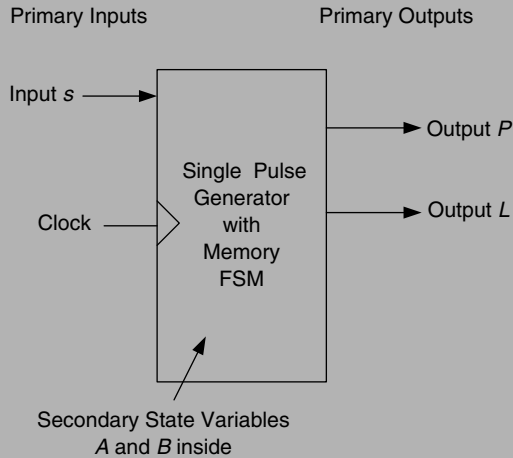 Primary Inputs
Primary Outputs
Input s
Output P
Single Pulse
Generator
with
Memory
FSM
Output L
Clock
Secondary State Variables
A and B inside